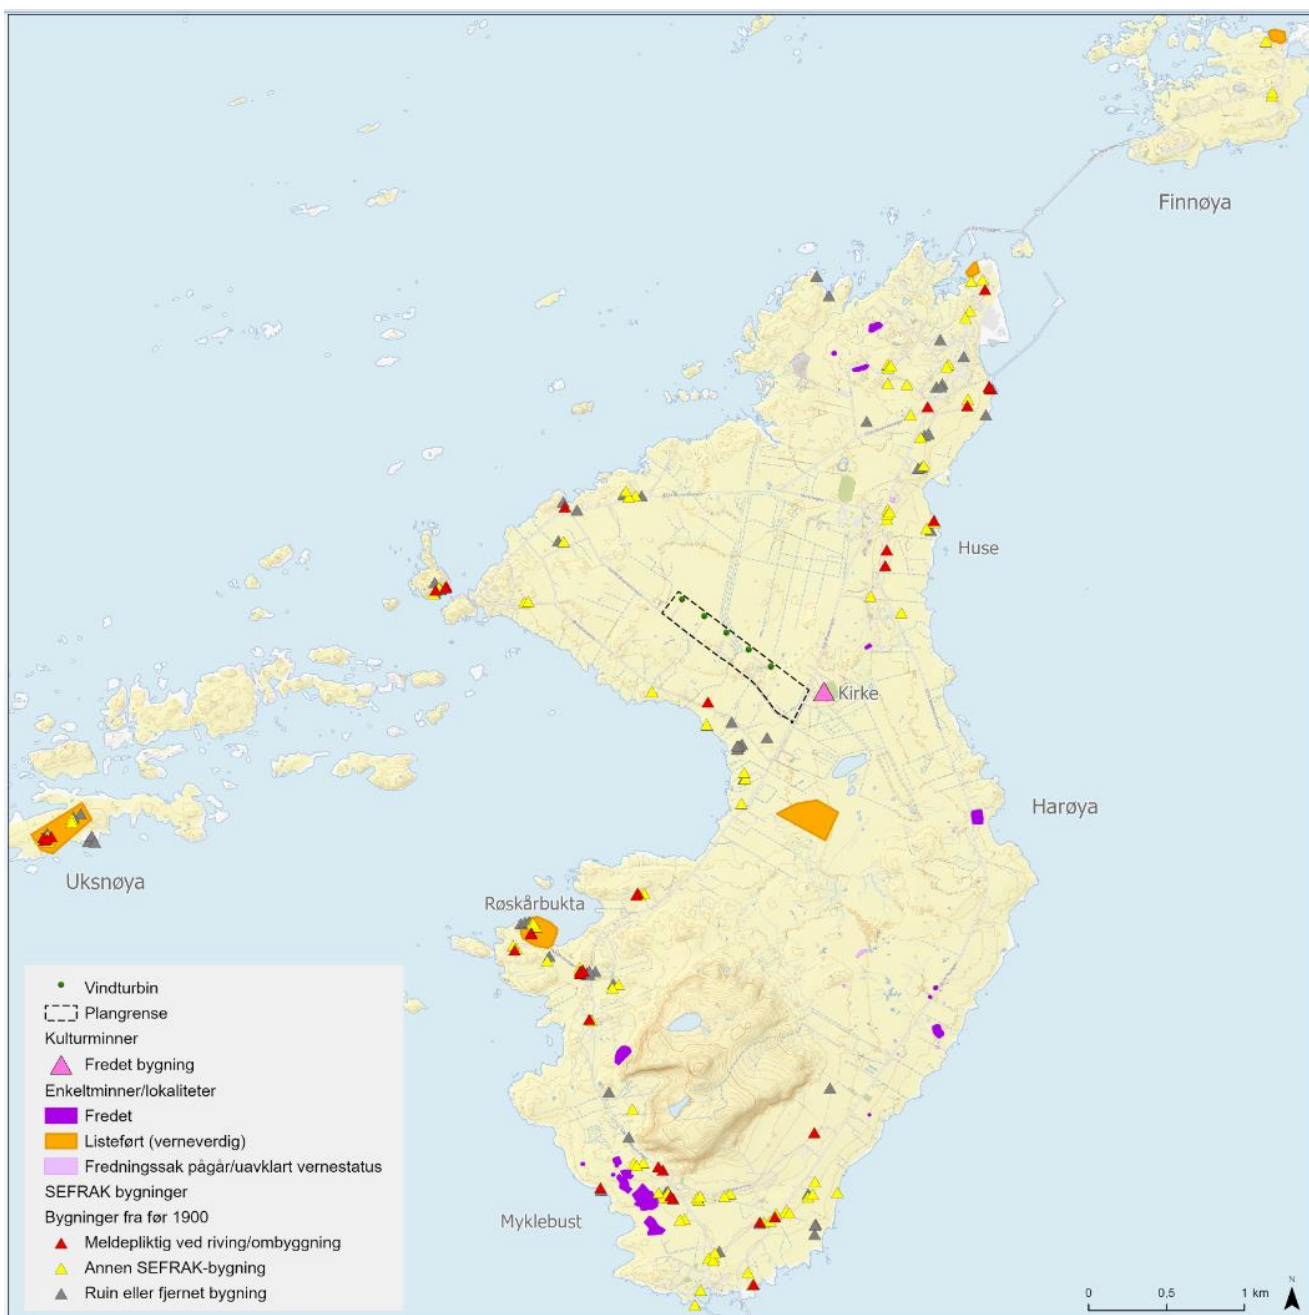 Finnøya
Huse
Kirke
Harøya
Uksnøya
Røskårbukta
Myklebust
Vindturbin
Plangrense
Kulturminner
Fredet bygning
Enkeltminner/lokaliteter
Fredet
Listeført (verneverdig)
Fredningssak pågår/uavklart vernestatus
SEFRAK bygninger
Bygninger fra før 1900
Meldepliktig ved riving/ombyggning
Annen SEFRAK-bygning
Ruin eller fjernet bygning
0 0,5 1 km
N